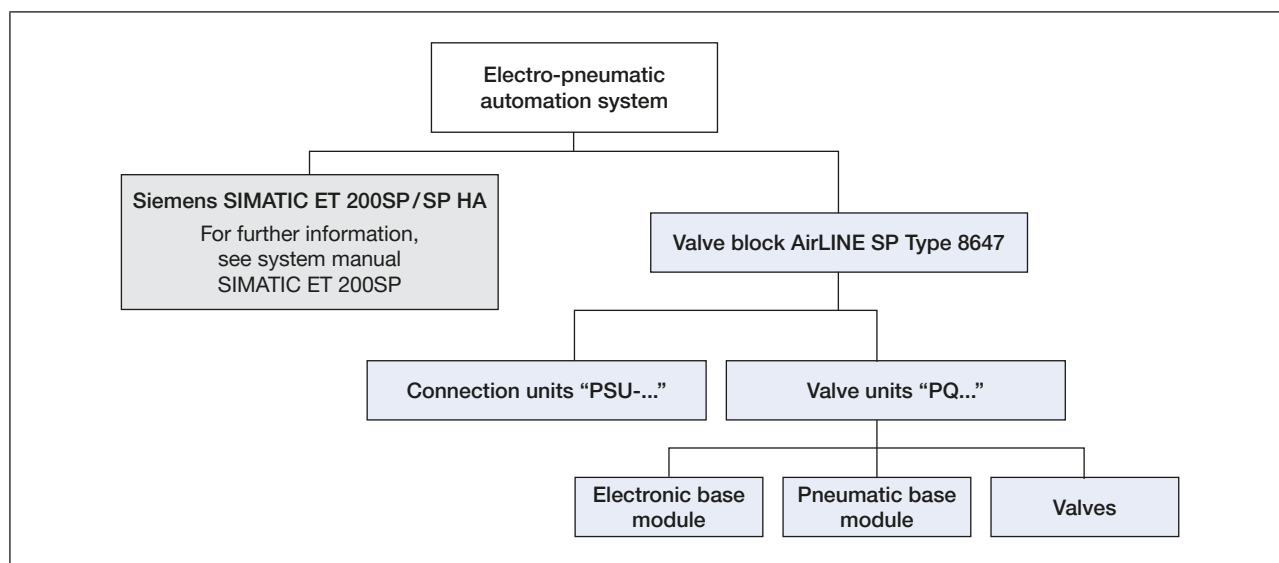 Electro-pneumatic
automation system
Siemens SIMATIC ET 200SP/SP HA
For further information,
see system manual
SIMATIC ET 200SP
Valve block AirLINE SP Type 8647
Connection units “PSU-...”
Valve units “PQ...”
Electronic base
module
Pneumatic base
module
Valves